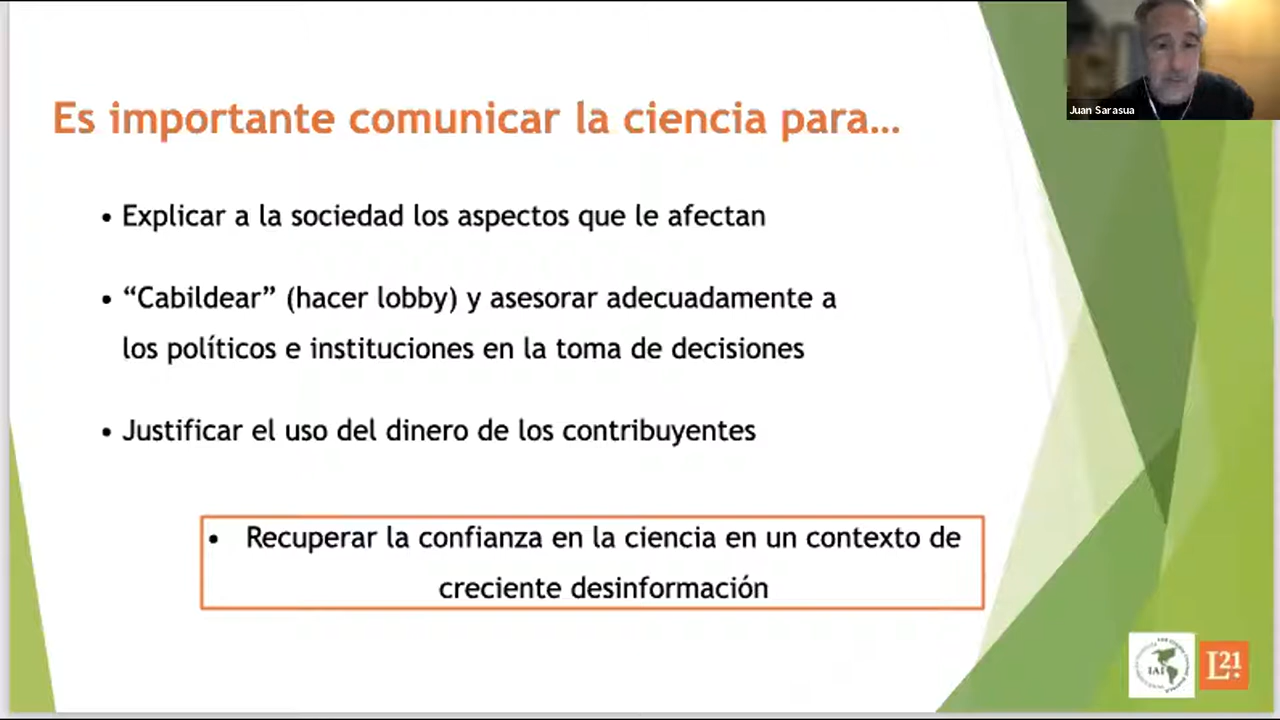 Juan Sarasua
Es importante comunicar la ciencia para...
• Explicar a la sociedad los aspectos que le afectan
• “Cabildear” (hacer lobby) y asesorar adecuadamente a
los políticos e instituciones en la toma de decisiones
• Justificar el uso del dinero de los contribuyentes
• Recuperar la confianza en la ciencia en un contexto de
creciente desinformación
IAI
L21